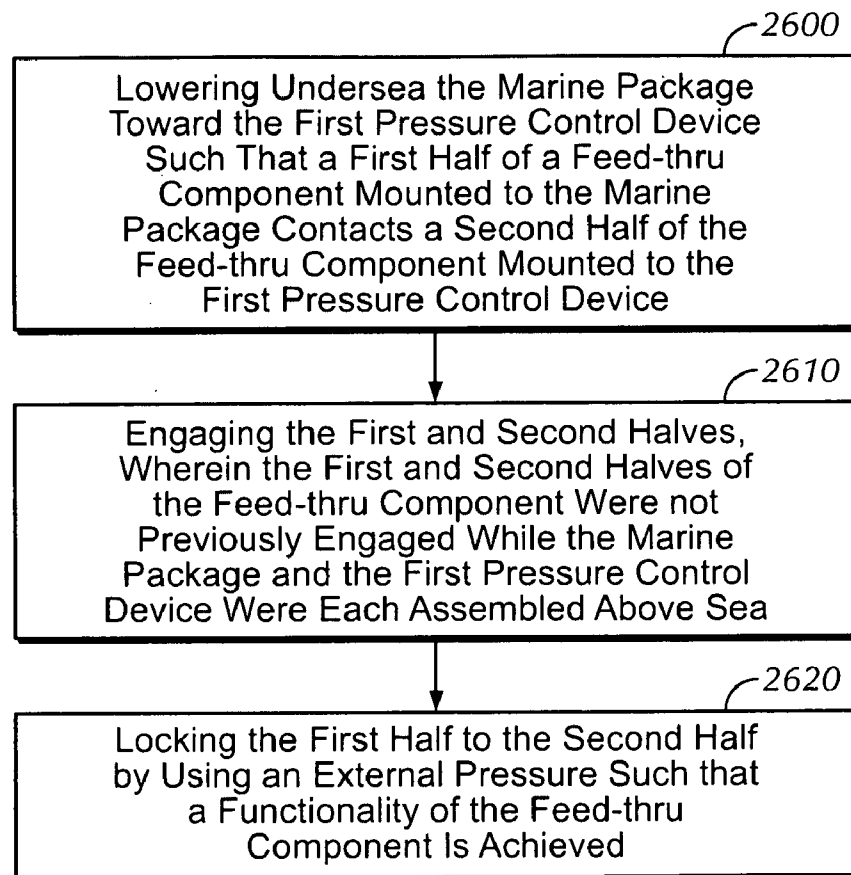 2600
Lowering Undersea the Marine Package
Toward the First Pressure Control Device
Such That a First Half of a Feed-thru
Component Mounted to the Marine
Package Contacts a Second Half of the
Feed-thru Component Mounted to the
First Pressure Control Device
2610
Engaging the First and Second Halves,
Wherein the First and Second Halves of
the Feed-thru Component Were not
Previously Engaged While the Marine
Package and the First Pressure Control
Device Were Each Assembled Above Sea
2620
Locking the First Half to the Second Half
by Using an External Pressure Such that
a Functionality of the Feed-thru
Component Is Achieved